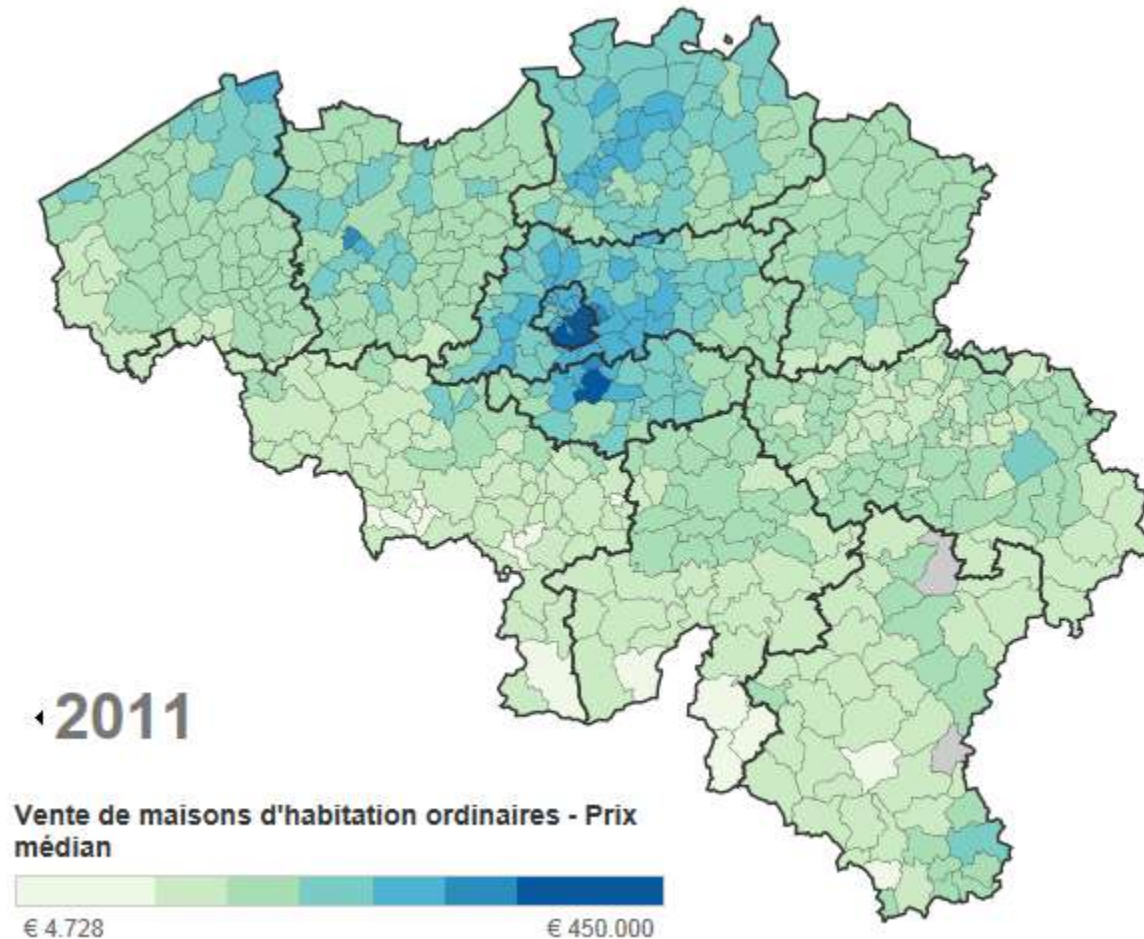 2011
Vente de maisons d'habitation ordinaires - Prix
médian
€ 4.728
€ 450.000